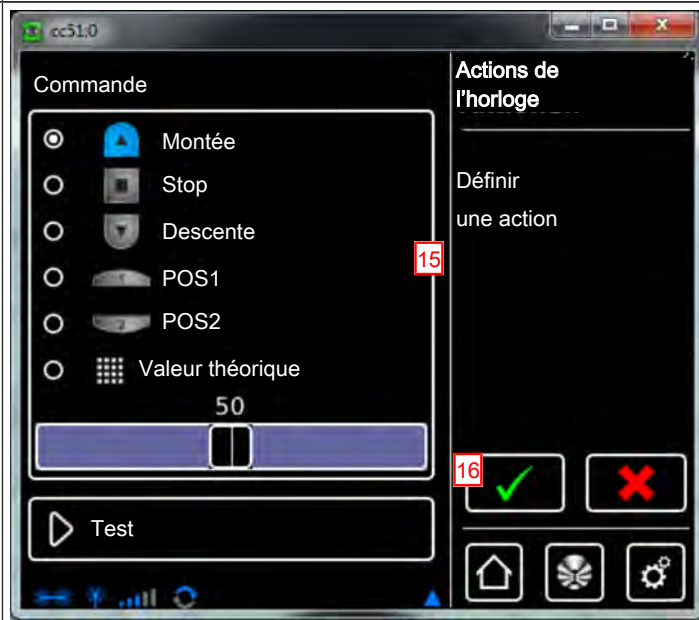 cc51;0
Commande
Montée
Stop
Descente
15
POS1
POS2
Valeur théorique
50
Test
Actions de
l'horloge
Définir
une action
16